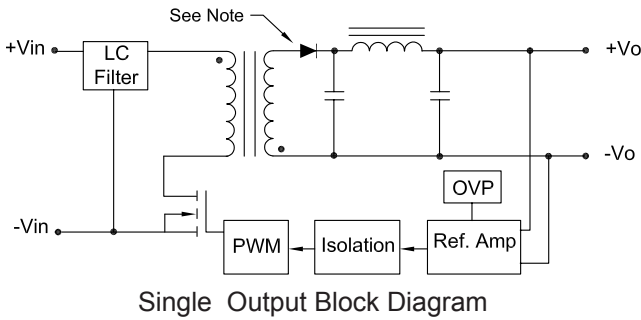 See Note
+Vin
LC
Filter
+Vo
-Vo
OVP
-Vin
PWM
Isolation
Ref. Amp
Single Output Block Diagram